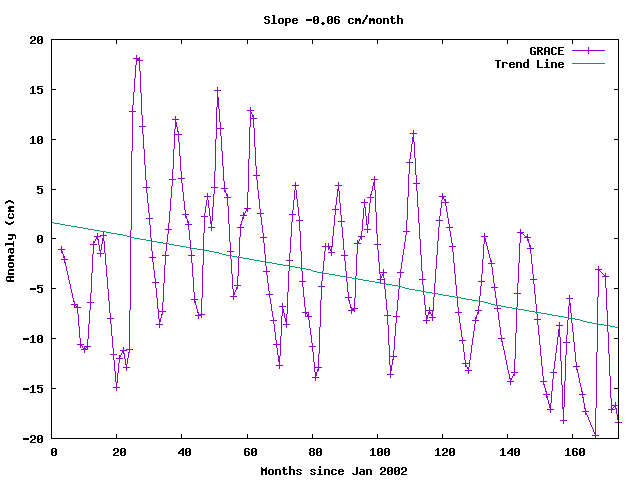 Slope -0.06 cm/month
GRACE
Trend Line
20
15
10
5
0
-5
-10
-15
-20
Anomaly (cm)
0 20 40 60 80 100 120 140 160
Months since Jan 2002